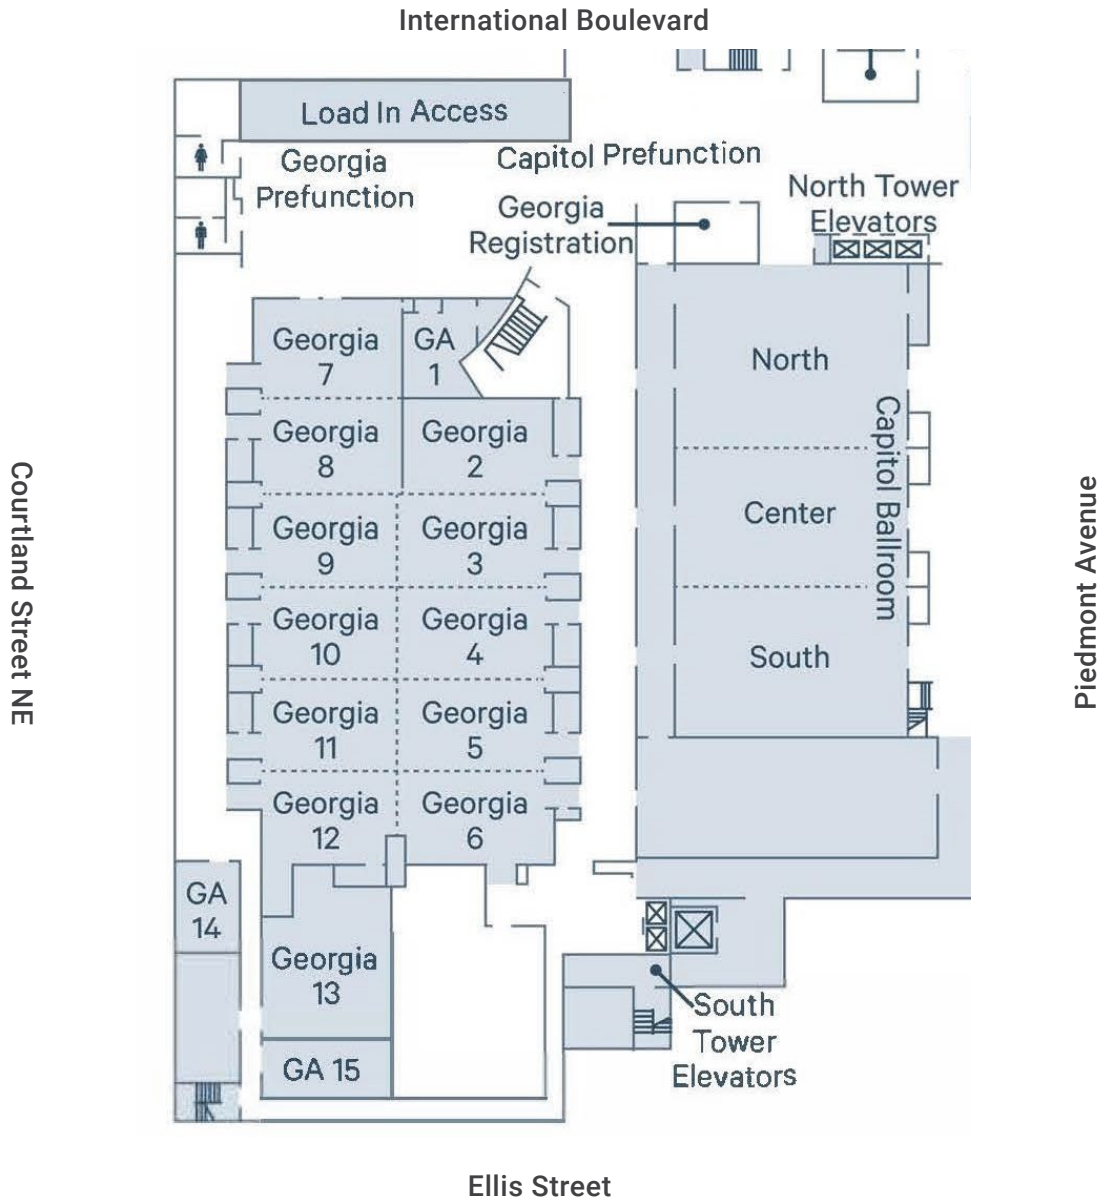 International Boulevard
Load In Access
Georgia
Prefunction
Capitol Prefunction
North Tower
Elevators
Georgia
Registration
Georgia
7
GA
1
North
Georgia
8
Georgia
2
Capitol Ballroom
Courtland Street NE
Piedmont Avenue
Georgia
9
Georgia
3
Center
Georgia
10
Georgia
4
South
Georgia
11
Georgia
5
Georgia
12
Georgia
6
GA
14
Georgia
13
South
Tower
Elevators
GA 15
Ellis Street